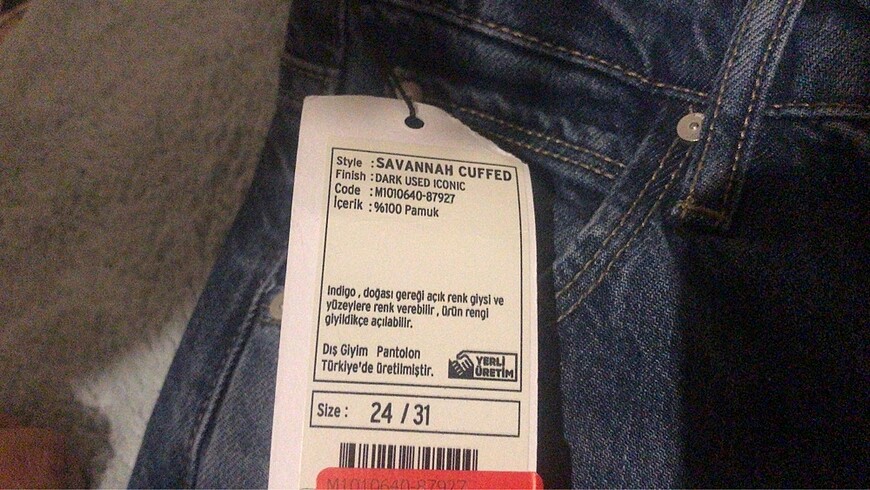 Style : SAVANNAH CUFFED
Finish : DARK USED ICONIC
Code : M1010640-87927
İçerik : %100 Pamuk
Indigo , doğası gereği açık renk giysi ve
yüzeylere renk verebilir , ürün rengi
giyildikçe açılabilir.
Dış Giyim Pantolon
Türkiye'de üretilmiştir.
YERLİ
ÜRETİM
Size : 24 / 31
M1010640-87927